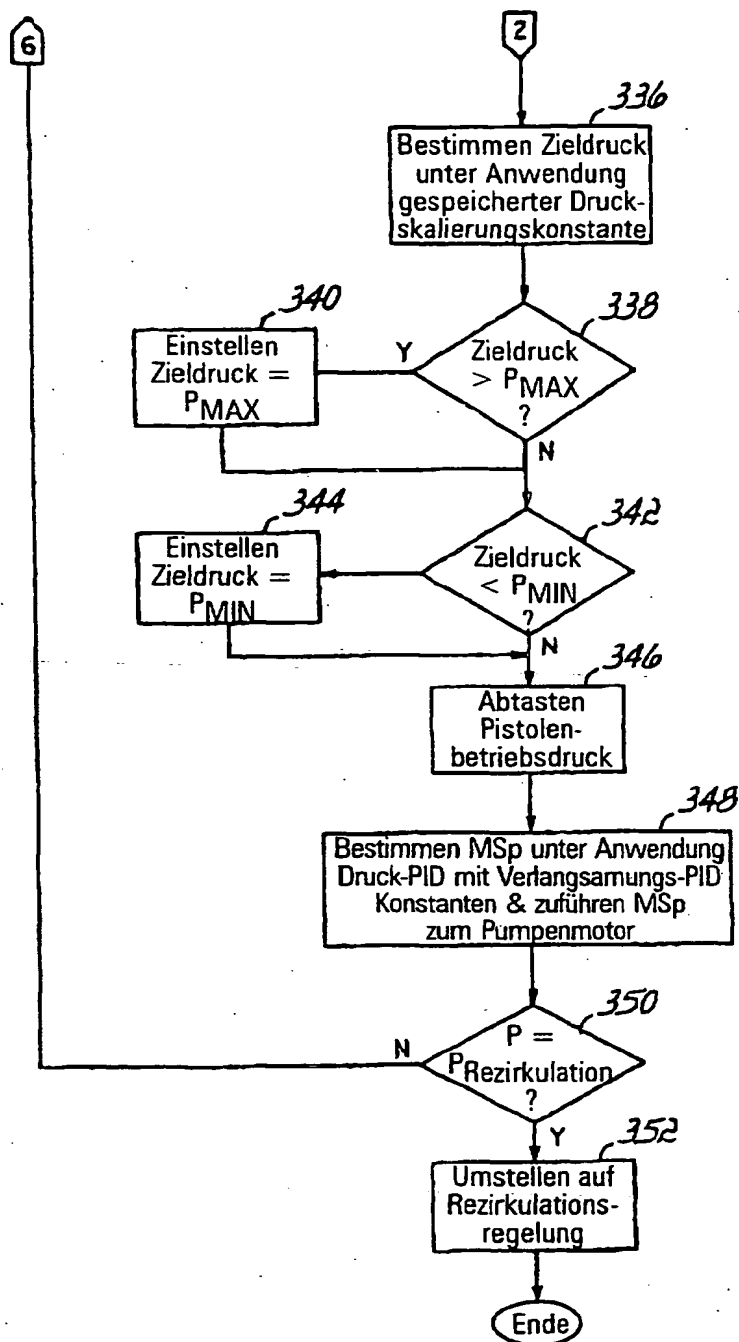 6
2
336
Bestimmen Zieldruck
unter Anwendung
gespeicherter Druck-
skalierungskonstante
340
338
Einstellen
Zieldruck =
PMAX
Y
Zieldruck
> PMAX
?
N
344
342
Einstellen
Zieldruck =
PMIN
Zieldruck
< PMIN
?
N
346
Abtasten
Pistolen-
betriebsdruck
348
Bestimmen MSp unter Anwendung
Druck-PID mit Verlangsamungs-PID
Konstanten & zuführen MSp
zum Pumpenmotor
350
N
P =
PRezirkulation
?
Y
352
Umstellen auf
Rezirkulations-
regelung
Ende